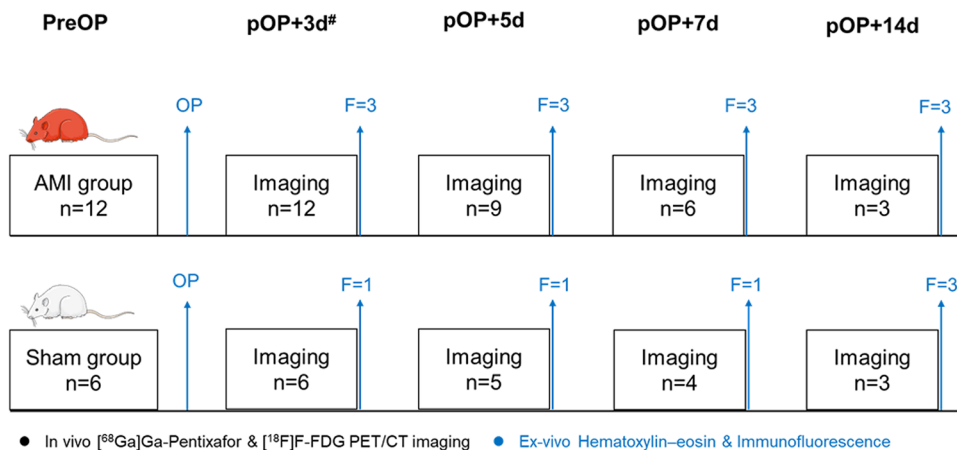 PreOP pOP+3d# pOP+5d pOP+7d pOP+14d
OP F=3 F=3 F=3 F=3
AMI group Imaging Imaging Imaging Imaging
n=12 n=12 n=9 n=6 n=3
OP F=1 F=1 F=1 F=3
Sham group Imaging Imaging Imaging Imaging
n=6 n=6 n=5 n=4 n=3
● In vivo [⁶⁸Ga]Ga-Pentixafor & [¹⁸F]F-FDG PET/CT imaging ● Ex-vivo Hematoxylin–eosin & Immunofluorescence